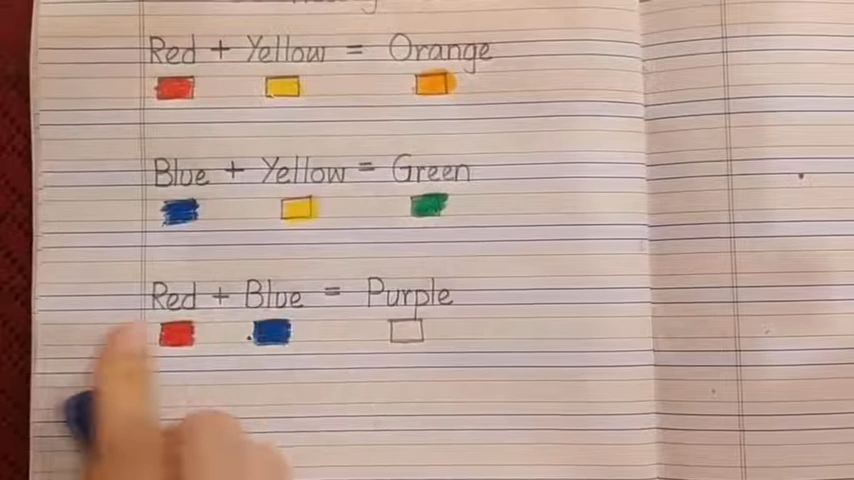 Red + Yellow = Orange
Blue + Yellow = Green
Red + Blue = Purple